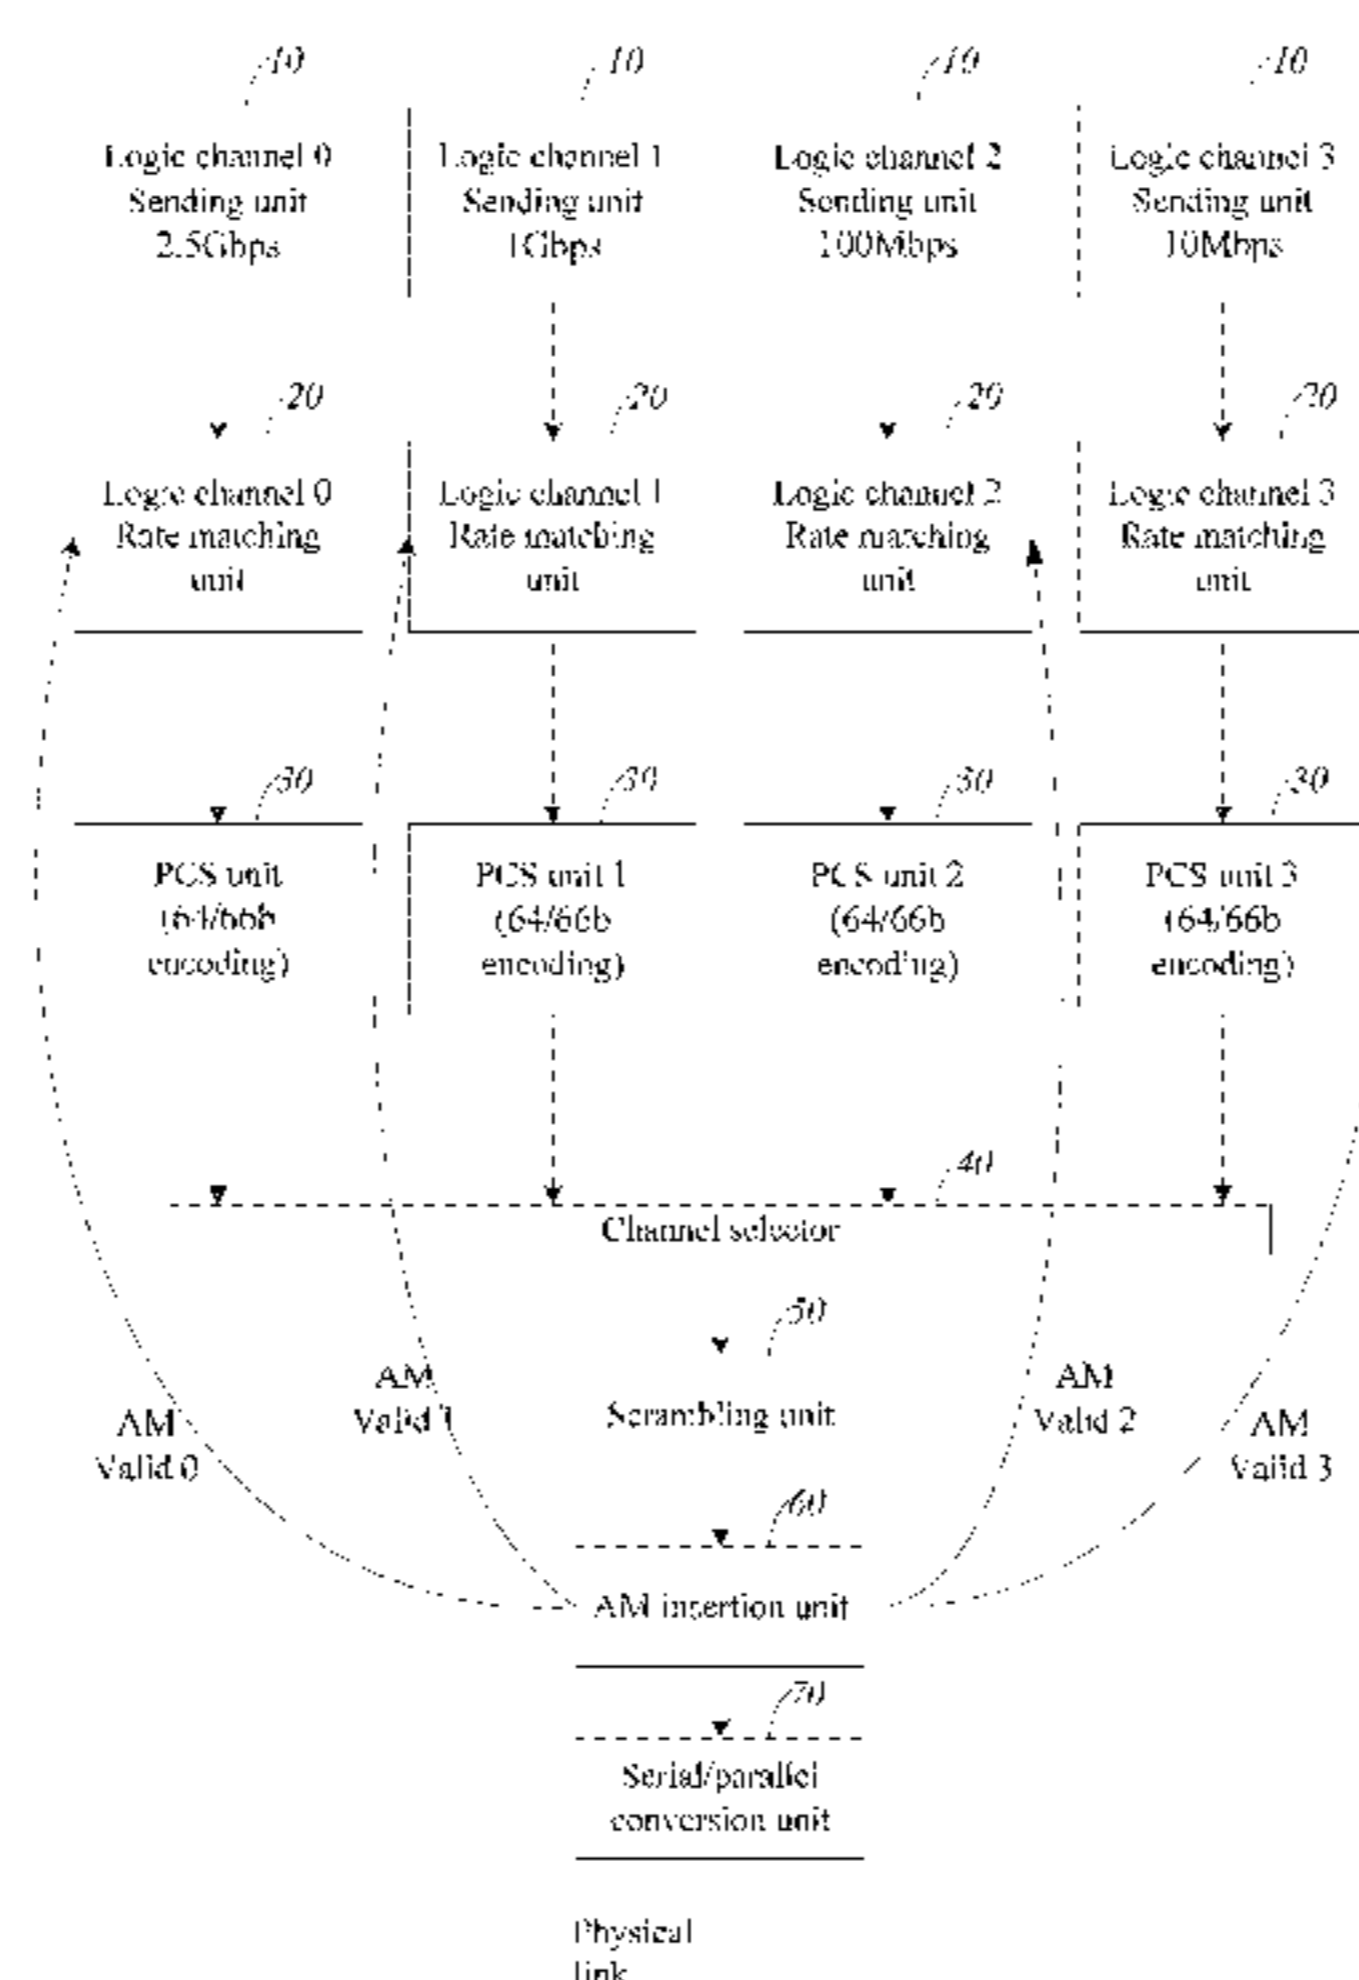 10 10 10 10
Logic channel 0
Sending unit
2.5Gbps
Logic channel 1
Sending unit
1Gbps
Logic channel 2
Sending unit
100Mbps
Logic channel 3
Sending unit
10Mbps
20 20 20 20
Logic channel 0
Rate matching
unit
Logic channel 1
Rate matching
unit
Logic channel 2
Rate matching
unit
Logic channel 3
Rate matching
unit
30 30 30 30
PCS unit
(64/66b
encoding)
PCS unit 1
(64/66b
encoding)
PCS unit 2
(64/66b
encoding)
PCS unit 3
(64/66b
encoding)
40
Channel selector
50
AM
Valid 0
AM
Valid 1
Scrambling unit
AM
Valid 2
AM
Valid 3
60
AM insertion unit
70
Serial/parallel
conversion unit
Physical
link